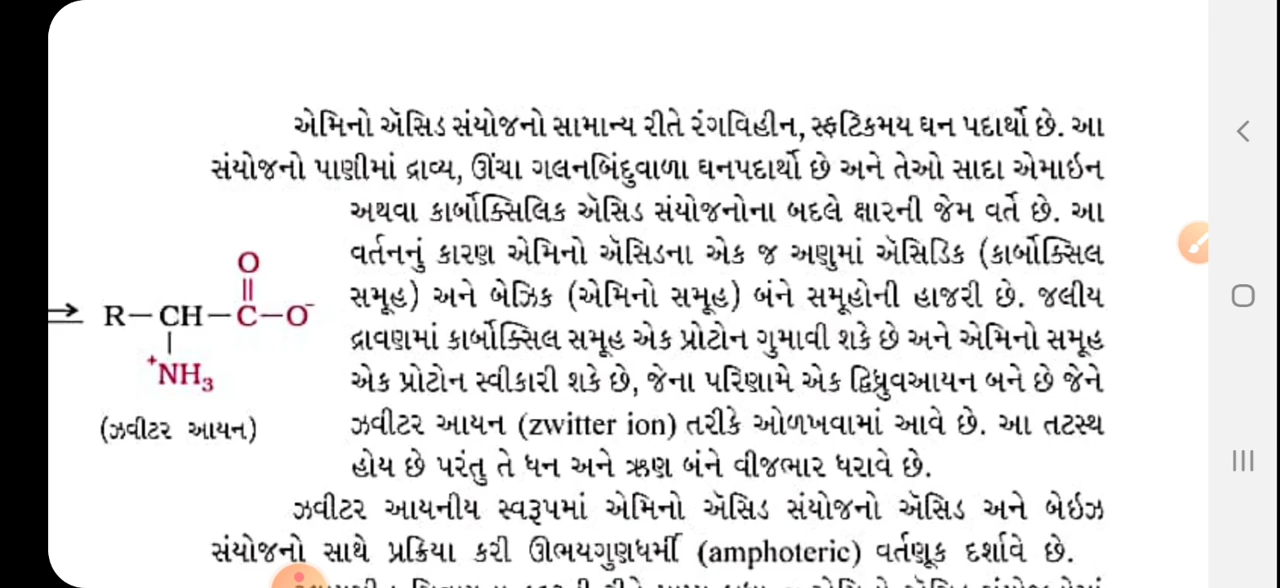 એમિનો ઍસિડ સંયોજનો સામાન્ય રીતે રંગવિહીન, સ્ફટિકમય ઘન પદાર્થો છે. આ
સંયોજનો પાણીમાં દ્રાવ્ય, ઊંચા ગલનબિંદુવાળા ઘનપદાર્થો છે અને તેઓ સાદા એમાઇન
અથવા કાર્બોક્સિલિક ઍસિડ સંયોજનોના બદલે ક્ષારની જેમ વર્તે છે. આ
વર્તનનું કારણ એમિનો ઍસિડના એક જ અણુમાં ઍસિડિક (કાર્બોક્સિલ
સમૂહ) અને બેઝિક (એમિનો સમૂહ) બંને સમૂહોની હાજરી છે. જલીય
દ્રાવણમાં કાર્બોક્સિલ સમૂહ એક પ્રોટોન ગુમાવી શકે છે અને એમિનો સમૂહ
એક પ્રોટોન સ્વીકારી શકે છે, જેના પરિણામે એક દ્વિધ્રુવઆયન બને છે જેને
ઝ્વીટર આયન (zwitter ion) તરીકે ઓળખવામાં આવે છે. આ તટસ્થ
હોય છે પરંતુ તે ધન અને ઋણ બંને વીજભાર ધરાવે છે.
O
||
⇌ R—CH—C—O⁻
|
⁺NH₃
(ઝ્વીટર આયન)
ઝ્વીટર આયનીય સ્વરૂપમાં એમિનો ઍસિડ સંયોજનો ઍસિડ અને બેઇઝ
સંયોજનો સાથે પ્રક્રિયા કરી ઊભયગુણધર્મી (amphoteric) વર્તણૂક દર્શાવે છે.